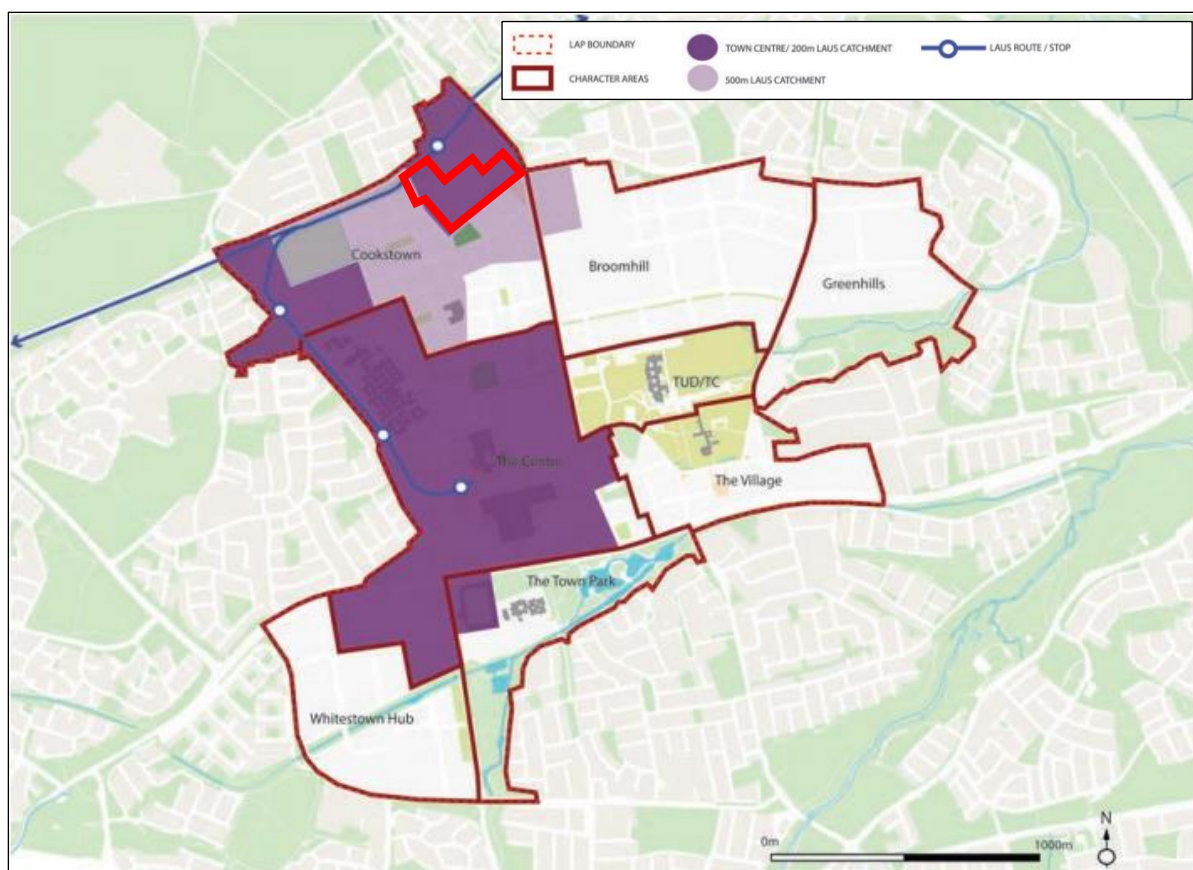 LAP BOUNDARY
TOWN CENTRE/ 200m LAUS CATCHMENT
LAUS ROUTE / STOP
CHARACTER AREAS
500m LAUS CATCHMENT
Cookstown
Broomhill
Greenhills
TUD/TC
The Centre
The Village
The Town Park
Whitestown Hub
N
0m
1000m